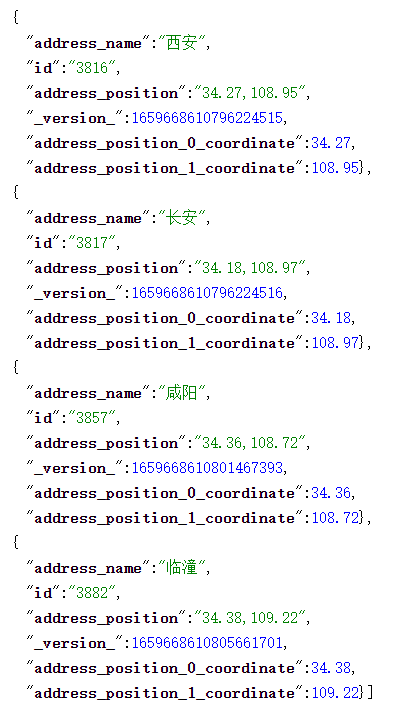 {
"address_name":"西安",
"id":"3816",
"address_position":"34.27,108.95",
"_version_":1659668610796224515,
"address_position_0_coordinate":34.27,
"address_position_1_coordinate":108.95},
{
"address_name":"长安",
"id":"3817",
"address_position":"34.18,108.97",
"_version_":1659668610796224516,
"address_position_0_coordinate":34.18,
"address_position_1_coordinate":108.97},
{
"address_name":"咸阳",
"id":"3857",
"address_position":"34.36,108.72",
"_version_":1659668610801467393,
"address_position_0_coordinate":34.36,
"address_position_1_coordinate":108.72},
{
"address_name":"临潼",
"id":"3882",
"address_position":"34.38,109.22",
"_version_":1659668610805661701,
"address_position_0_coordinate":34.38,
"address_position_1_coordinate":109.22}]